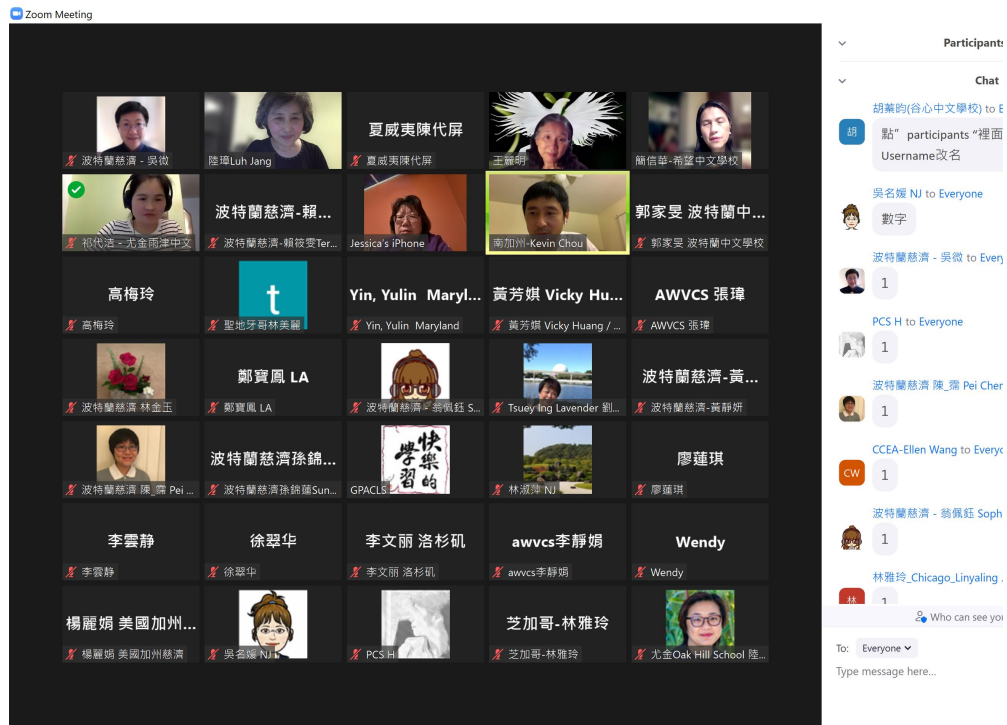 Zoom Meeting
波特蘭慈濟 - 吳微
陸璋Luh Jang
夏威夷陳代屏
夏威夷陳代屏
王麗明
簡信華-希望中文學校
祁代洁 - 尤金雨津中文
波特蘭慈濟-賴...
波特蘭慈濟-賴筱雯Ter...
Jessica's iPhone
南加州-Kevin Chou
郭家旻 波特蘭中...
郭家旻 波特蘭中文學校
高梅玲
高梅玲
t
聖地牙哥林美麗
Yin, Yulin Maryl...
Yin, Yulin Maryland
黃芳娸 Vicky Hu...
黃芳娸 Vicky Huang / ...
AWVCS 張瑋
AWVCS 張瑋
波特蘭慈濟 林金玉
鄭寶鳳 LA
鄭寶鳳 LA
波特蘭慈濟 - 翁佩鈺 S...
Tsuey Ing Lavender 劉...
波特蘭慈濟-黃...
波特蘭慈濟-黃靜妍
波特蘭慈濟 陳_霈 Pei ...
波特蘭慈濟孫錦...
波特蘭慈濟孫錦蓮Sun...
快樂的
學習
GPACLS
林淑萍 NJ
廖蓮琪
廖蓮琪
李雲静
李雲静
徐翠华
徐翠华
李文丽 洛杉矶
李文丽 洛杉矶
awvcs李靜娟
awvcs李靜娟
Wendy
Wendy
楊麗娟 美國加州...
楊麗娟 美國加州慈濟
吳名媛 NJ
PCS H
芝加哥-林雅玲
芝加哥-林雅玲
尤金Oak Hill School 陸...
Participants
Chat
胡
點” participants “裡面
Username改名
吳名媛 NJ to Everyone
數字
波特蘭慈濟 - 吳微 to Every
1
PCS H to Everyone
1
波特蘭慈濟 陳_霈 Pei Chen
1
CCEA-Ellen Wang to Everyo
CW
1
波特蘭慈濟 - 翁佩鈺 Soph
1
林雅玲_Chicago_Linyaling
林
1
Who can see you
To: Everyone
Type message here...